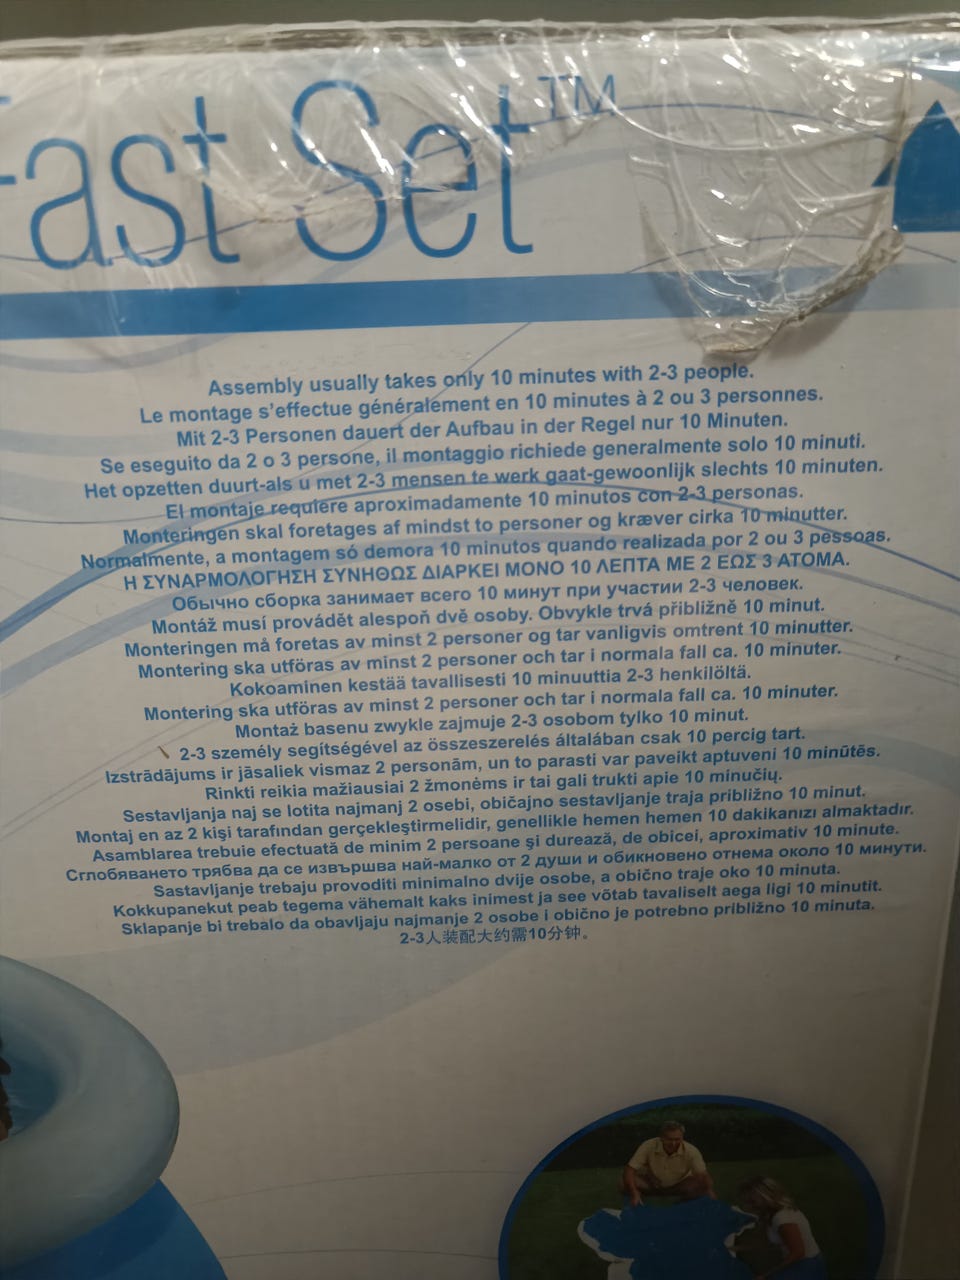 Fast Set™
Assembly usually takes only 10 minutes with 2-3 people.
Le montage s’effectue généralement en 10 minutes à 2 ou 3 personnes.
Mit 2-3 Personen dauert der Aufbau in der Regel nur 10 Minuten.
Se eseguito da 2 o 3 persone, il montaggio richiede generalmente solo 10 minuti.
Het opzetten duurt-als u met 2-3 mensen te werk gaat-gewoonlijk slechts 10 minuten.
El montaje requiere aproximadamente 10 minutos con 2-3 personas.
Monteringen skal foretages af mindst to personer og kræver cirka 10 minutter.
Normalmente, a montagem só demora 10 minutos quando realizada por 2 ou 3 pessoas.
Η ΣΥΝΑΡΜΟΛΟΓΗΣΗ ΣΥΝΗΘΩΣ ΔΙΑΡΚΕΙ ΜΟΝΟ 10 ΛΕΠΤΑ ΜΕ 2 ΕΩΣ 3 ΑΤΟΜΑ.
Обычно сборка занимает всего 10 минут при участии 2-3 человек.
Montáž musí provádět alespoň dvě osoby. Obvykle trvá přibližně 10 minut.
Monteringen må foretas av minst 2 personer og tar vanligvis omtrent 10 minutter.
Montering ska utföras av minst 2 personer och tar i normala fall ca. 10 minuter.
Kokoaminen kestää tavallisesti 10 minuuttia 2-3 henkilöltä.
Montering ska utföras av minst 2 personer och tar i normala fall ca. 10 minuter.
Montaż basenu zwykle zajmuje 2-3 osobom tylko 10 minut.
2-3 személy segítségével az összeszerelés általában csak 10 percig tart.
Izstrādājums ir jāsaliek vismaz 2 personām, un to parasti var paveikt aptuveni 10 minūtēs.
Rinkti reikia mažiausiai 2 žmonėms ir tai gali trukti apie 10 minučių.
Sestavljanja naj se lotita najmanj 2 osebi, običajno sestavljanje traja približno 10 minut.
Montaj en az 2 kişi tarafından gerçekleştirmelidir, genellikle hemen hemen 10 dakikanızı almaktadır.
Asamblarea trebuie efectuată de minim 2 persoane şi durează, de obicei, aproximativ 10 minute.
Сглобяването трябва да се извършва най-малко от 2 души и обикновено отнема около 10 минути.
Sastavljanje trebaju provoditi minimalno dvije osobe, a obično traje oko 10 minuta.
Kokkupanekut peab tegema vähemalt kaks inimest ja see võtab tavaliselt aega ligi 10 minutit.
Sklapanje bi trebalo da obavljaju najmanje 2 osobe i obično je potrebno približno 10 minuta.
2-3人装配大约需10分钟。